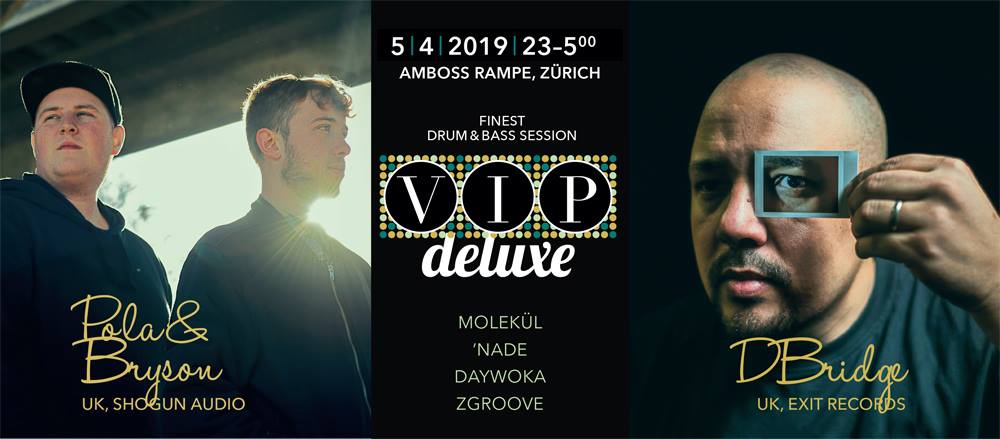 Pola &
Bryson
UK, SHOGUN AUDIO
5|4|2019|23–5⁰⁰
AMBOSS RAMPE, ZÜRICH
FINEST
DRUM & BASS SESSION
VIP
deluxe
MOLEKÜL
'NADE
DAYWOKA
ZGROOVE
DBridge
UK, EXIT RECORDS